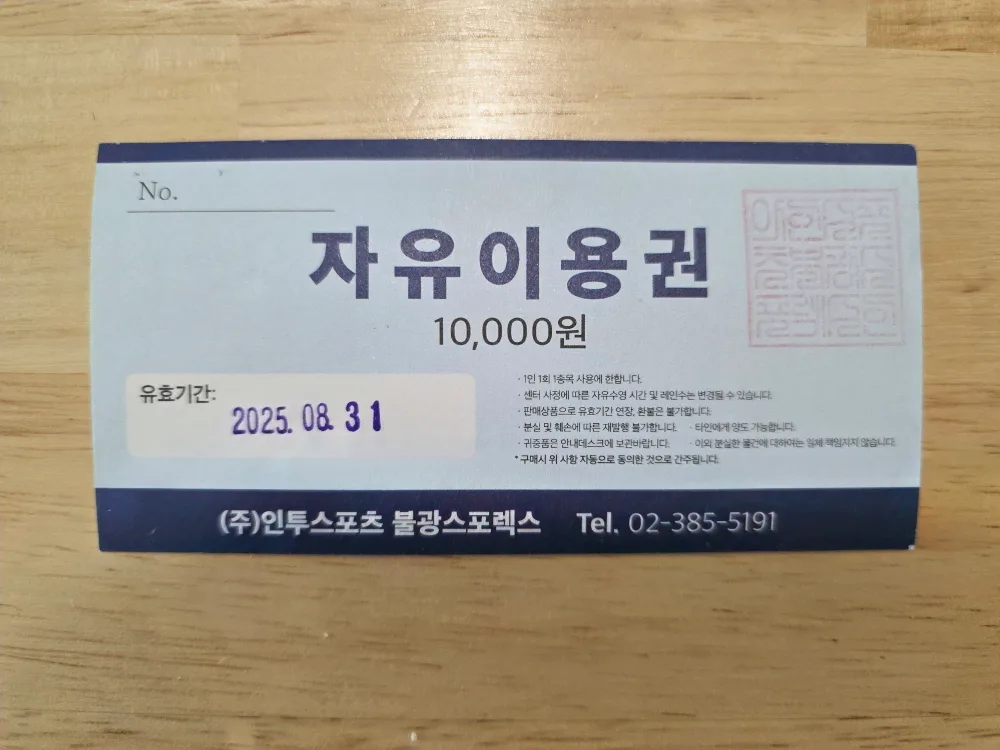 No.
자유이용권
10,000원
유효기간:
2025. 08. 31
· 1인 1회 1종목 사용에 한합니다.
· 센터 사정에 따른 자유수영 시간 및 레인수는 변경될 수 있습니다.
· 판매상품으로 유효기간 연장, 환불은 불가합니다.
· 분실 및 훼손에 따른 재발행 불가합니다. · 타인에게 양도 가능합니다.
· 귀중품은 안내데스크에 보관바랍니다. · 이외 분실한 물건에 대하여는 일체 책임지지 않습니다.
* 구매시 위 사항 자동으로 동의한 것으로 간주됩니다.
(주)인투스포츠 불광스포렉스 Tel. 02-385-5191